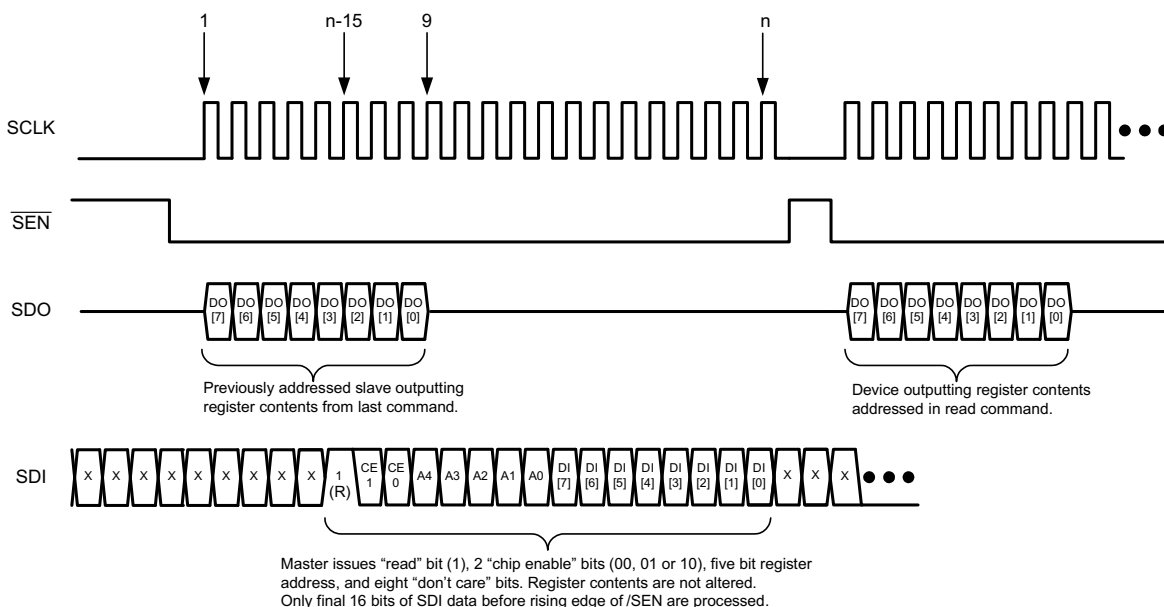 1 n-15 9 n
SCLK
SEN
SDO
DO DO DO DO DO DO DO DO DO DO DO DO DO DO DO DO
[7] [6] [5] [4] [3] [2] [1] [0] [7] [6] [5] [4] [3] [2] [1] [0]
Previously addressed slave outputting
register contents from last command.
Device outputting register contents
addressed in read command.
SDI
X X X X X X X X X 1 CE CE A4 A3 A2 A1 A0 DI DI DI DI DI DI DI DI X X X
(R) 1 0 [7] [6] [5] [4] [3] [2] [1] [0]
Master issues “read” bit (1), 2 “chip enable” bits (00, 01 or 10), five bit register
address, and eight “don’t care” bits. Register contents are not altered.
Only final 16 bits of SDI data before rising edge of /SEN are processed.